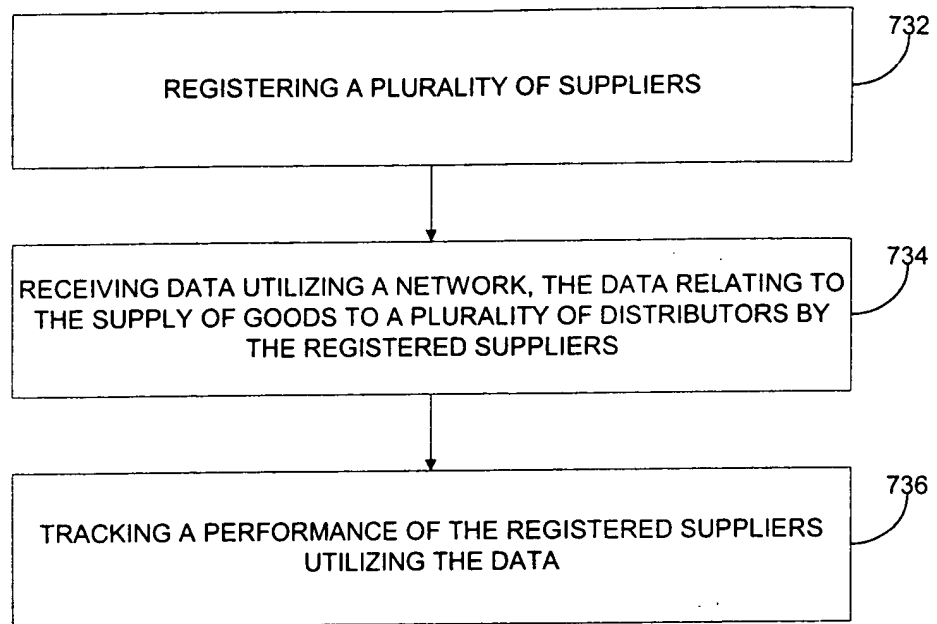 732
REGISTERING A PLURALITY OF SUPPLIERS
734
RECEIVING DATA UTILIZING A NETWORK, THE DATA RELATING TO
THE SUPPLY OF GOODS TO A PLURALITY OF DISTRIBUTORS BY
THE REGISTERED SUPPLIERS
736
TRACKING A PERFORMANCE OF THE REGISTERED SUPPLIERS
UTILIZING THE DATA